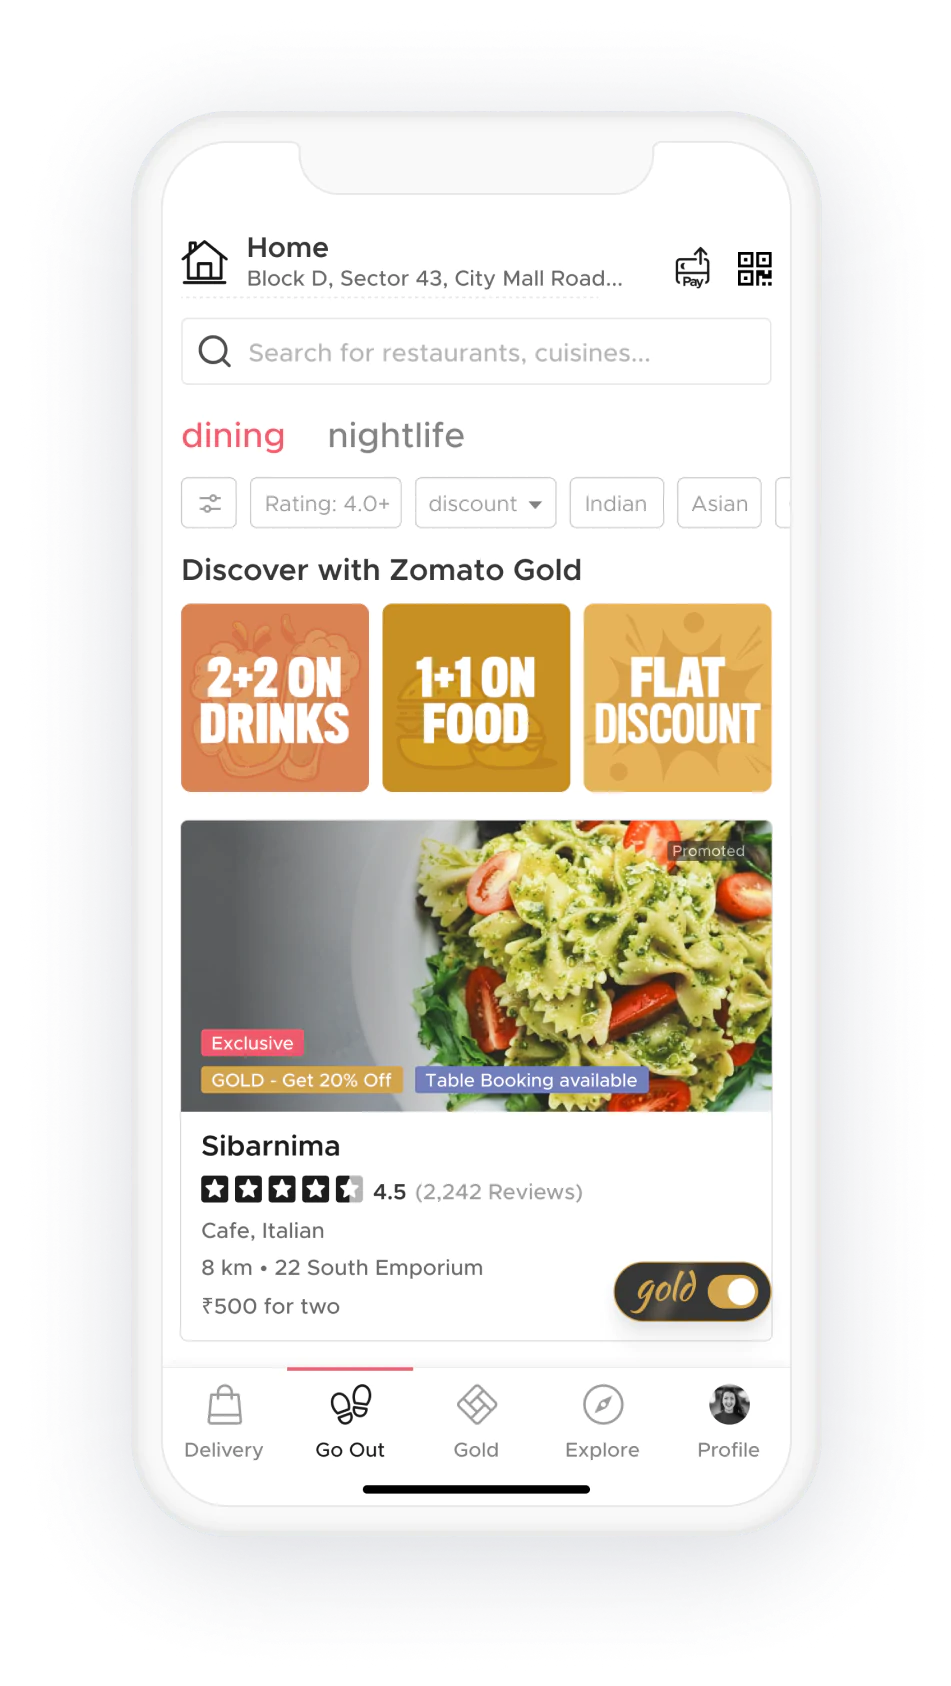 Home
Block D, Sector 43, City Mall Road...
Pay
Search for restaurants, cuisines...
dining nightlife
Rating: 4.0+ discount Indian Asian
Discover with Zomato Gold
2+2 ON
DRINKS
1+1 ON
FOOD
FLAT
DISCOUNT
Promoted
Exclusive
GOLD - Get 20% Off Table Booking available
Sibarnima
4.5 (2,242 Reviews)
Cafe, Italian
8 km • 22 South Emporium
₹500 for two
gold
Delivery Go Out Gold Explore Profile